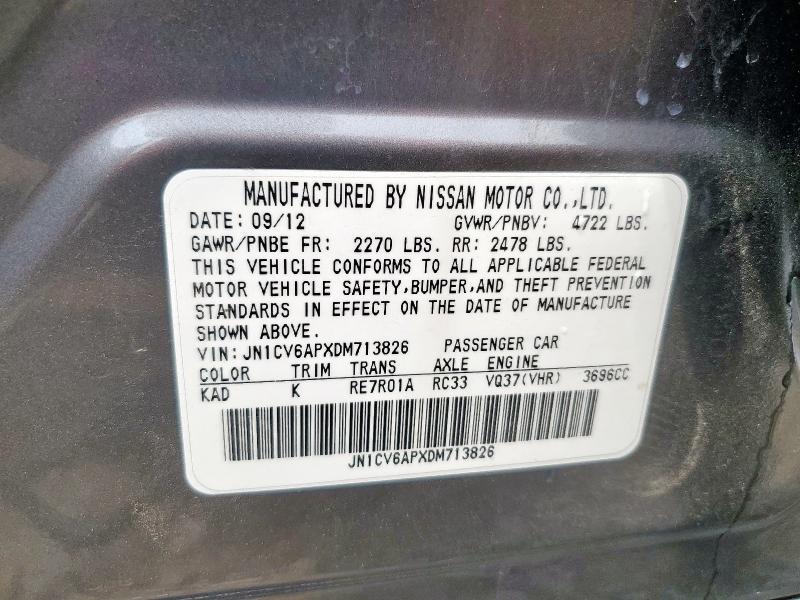 MANUFACTURED BY NISSAN MOTOR CO.,LTD.
DATE: 09/12 GVWR/PNBV: 4722 LBS.
GAWR/PNBE FR: 2270 LBS. RR: 2478 LBS.
THIS VEHICLE CONFORMS TO ALL APPLICABLE FEDERAL
MOTOR VEHICLE SAFETY,BUMPER,AND THEFT PREVENTION
STANDARDS IN EFFECT ON THE DATE OF MANUFACTURE
SHOWN ABOVE.
VIN:JN1CV6APXDM713826 PASSENGER CAR
COLOR TRIM TRANS AXLE ENGINE
KAD K RE7R01A RC33 VQ37(VHR) 3696CC
JN1CV6APXDM713826